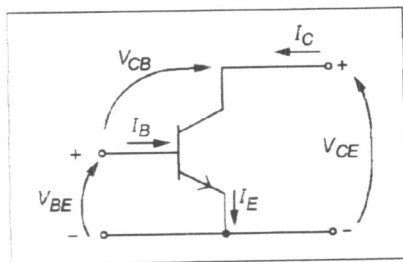 I_C
V_CB
+
I_B
+
V_CE
V_BE
I_E
-
-